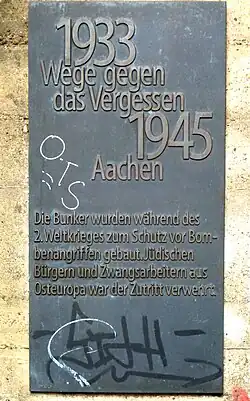 1933
Wege gegen
das Vergessen
1945
Aachen
O.T.S
Die Bunker wurden während des
2. Weltkrieges zum Schutz vor Bom-
benangriffen gebaut. Jüdischen
Bürgern und Zwangsarbeitern aus
Osteuropa war der Zutritt verwehrt.